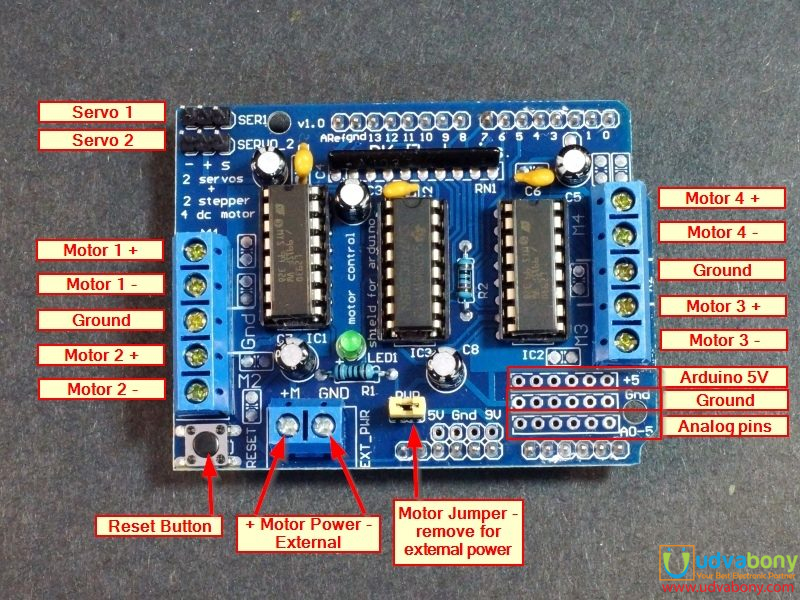 Servo 1
Servo 2
SER1
SERVO_2
v1.0
ARef gnd 13 12 11 10 9 8
7 6 5 4 3 1 0
- + S
2 servos
+
2 stepper
4 dc motor
M1
RN1
C3
C6
C5
Motor 1 +
Motor 1 -
Ground
Motor 2 +
Motor 2 -
Motor 4 +
Motor 4 -
Ground
Motor 3 +
Motor 3 -
M4
M3
Gnd
M2
motor control
shield for arduino
IC1
IC3
IC2
R2
LED1
R1
C8
+M GND
EXT_PWR
RESET
PWR
5V Gnd 9V
+5
Gnd
A0-5
Arduino 5V
Ground
Analog pins
Reset Button
+ Motor Power -
External
Motor Jumper -
remove for
external power
udvabony
Your Best Electronic Partner
www.udvabony.com